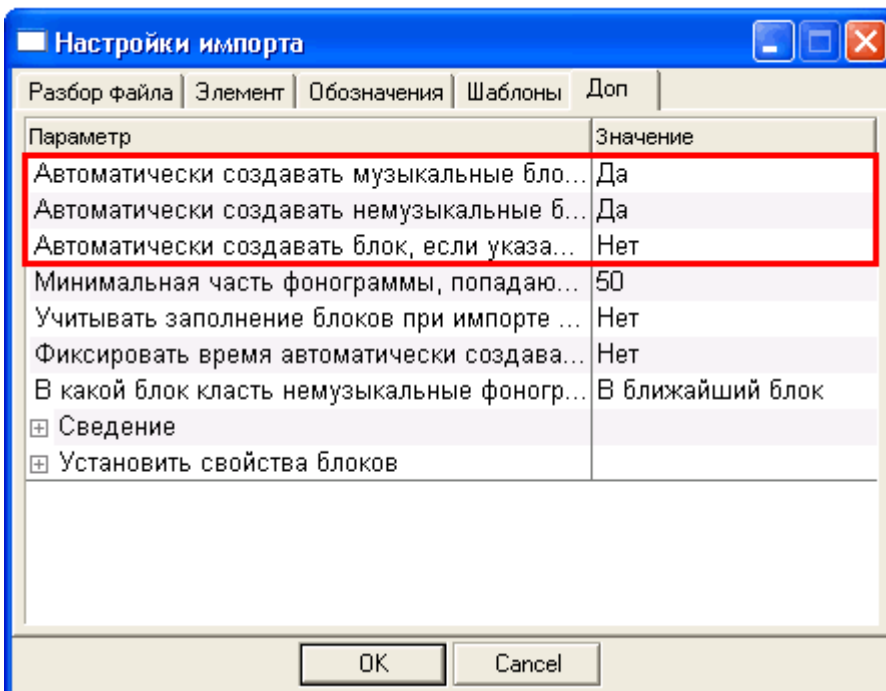 Настройки импорта
Разбор файла Элемент Обозначения Шаблоны Доп
Параметр Значение
Автоматически создавать музыкальные бло... Да
Автоматически создавать немузыкальные б... Да
Автоматически создавать блок, если указа... Нет
Минимальная часть фонограммы, попадаю... 50
Учитывать заполнение блоков при импорте ... Нет
Фиксировать время автоматически создава... Нет
В какой блок класть немузыкальные фоногр... В ближайший блок
Сведение
Установить свойства блоков
OK Cancel